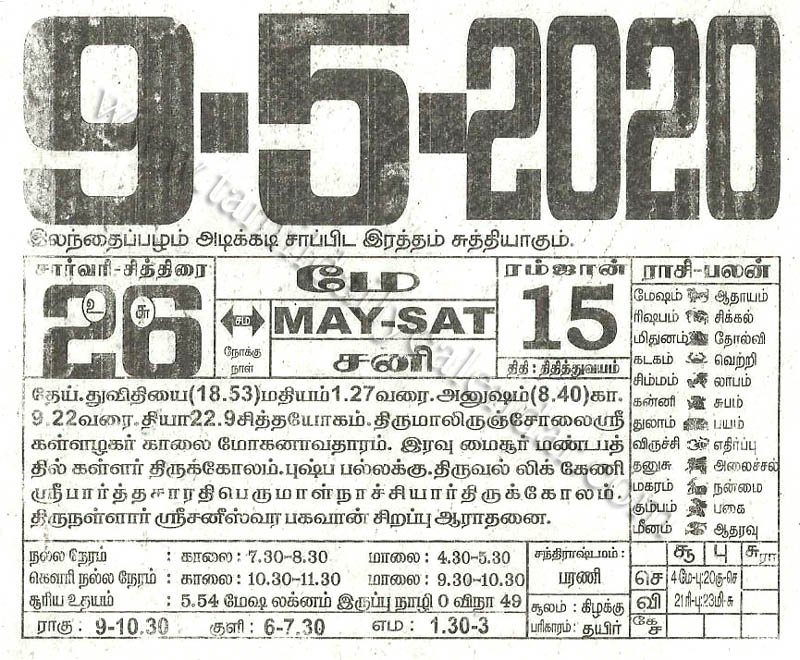 9-5-2020
இலந்தைப்பழம் அடிக்கடி சாப்பிட இரத்தம் சுத்தியாகும்.
சார்வரி-சித்திரை
26
உ சா
சம
நோக்கு
நாள்
மே
MAY-SAT
சனி
ரம்ஜான்
15
திதி : திதித்துவயம்
ராசி-பலன்
மேஷம் ஆதாயம்
ரிஷபம் சிக்கல்
மிதுனம் தோல்வி
கடகம் வெற்றி
சிம்மம் லாபம்
கன்னி சுபம்
துலாம் பயம்
விருச்சி எதிர்ப்பு
தனுசு அலைச்சல்
மகரம் நன்மை
கும்பம் பகை
மீனம் ஆதரவு
தேய்.துவிதியை(18.53)மதியம்1.27வரை.அனுஷம்(8.40)கா.
9.22வரை.தியா22.9சித்தயோகம்.திருமாலிருஞ்சோலைஸ்ரீ
கள்ளழகர் காலை மோகனாவதாரம். இரவு மைசூர் மண்டபத்
தில் கள்ளர் திருக்கோலம்.புஷ்ப பல்லக்கு.திருவல் லிக் கேணி
ஸ்ரீபார்த்தசாரதிபெருமாள்நாச்சியார்திருக்கோலம்.
திருநள்ளார் ஸ்ரீசனீஸ்வர பகவான் சிறப்பு ஆராதனை.
நல்ல நேரம் : காலை: 7.30-8.30 மாலை: 4.30-5.30
கௌரி நல்ல நேரம் : காலை: 10.30-11.30 மாலை: 9.30-10.30
சூரிய உதயம் : 5.54 மேஷ லக்னம் இருப்பு நாழி 0 விநா 49
ராகு: 9-10.30 குளி: 6-7.30 எம : 1.30-3
சந்திராஷ்டமம் :
பரணி
சூலம் : கிழக்கு
பரிகாரம்: தயிர்
சூ பு சுரா
செ 4மே-பு:20கு-செ
வி 21ரி-பு:23மி-சு
கே
www.tamildailycalendar.com